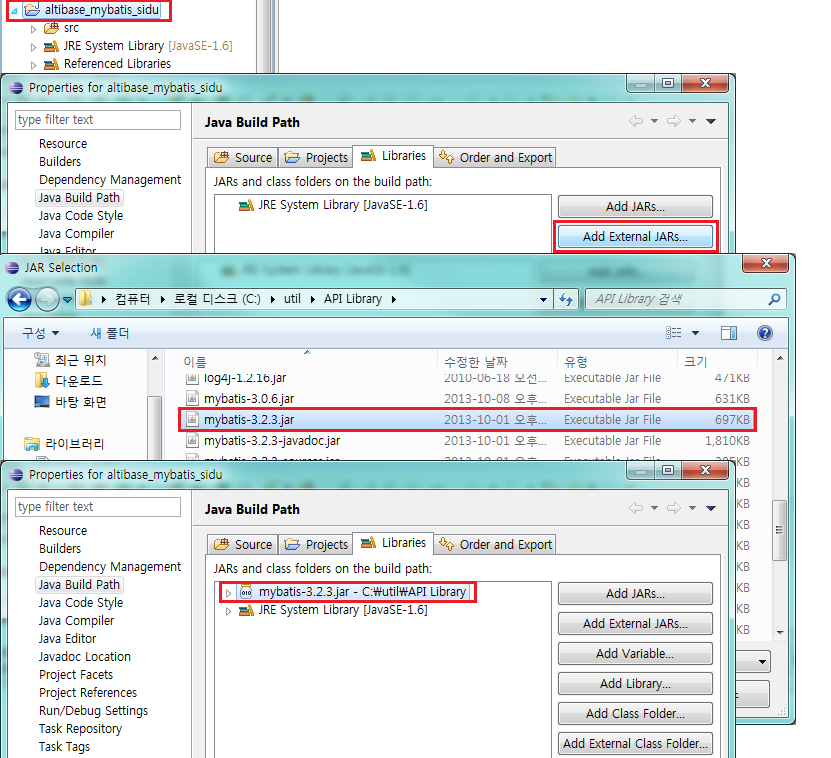 altibase_mybatis_sidu
src
JRE System Library [JavaSE-1.6]
Referenced Libraries
Properties for altibase_mybatis_sidu
type filter text
Resource
Builders
Dependency Management
Java Build Path
Java Code Style
Java Compiler
Java Editor
Java Build Path
Source Projects Libraries Order and Export
JARs and class folders on the build path:
JRE System Library [JavaSE-1.6]
Add JARs...
Add External JARs...
JAR Selection
컴퓨터 로컬 디스크 (C:) util API Library
API Library 검색
구성 새 폴더
최근 위치
다운로드
바탕 화면
라이브러리
이름 수정한 날짜 유형 크기
log4j-1.2.16.jar 2010-06-18 오전... Executable Jar File 471KB
mybatis-3.0.6.jar 2013-10-08 오후... Executable Jar File 631KB
mybatis-3.2.3.jar 2013-10-01 오후... Executable Jar File 697KB
mybatis-3.2.3-javadoc.jar 2013-10-01 오후... Executable Jar File 1,810KB
KB
KB
KB
KB
KB
KB
KB
Properties for altibase_mybatis_sidu
type filter text
Resource
Builders
Dependency Management
Java Build Path
Java Code Style
Java Compiler
Java Editor
Javadoc Location
Project Facets
Project References
Run/Debug Settings
Task Repository
Task Tags
Java Build Path
Source Projects Libraries Order and Export
JARs and class folders on the build path:
mybatis-3.2.3.jar - C:₩util₩API Library
JRE System Library [JavaSE-1.6]
Add JARs...
Add External JARs...
Add Variable...
Add Library...
Add Class Folder...
Add External Class Folder...